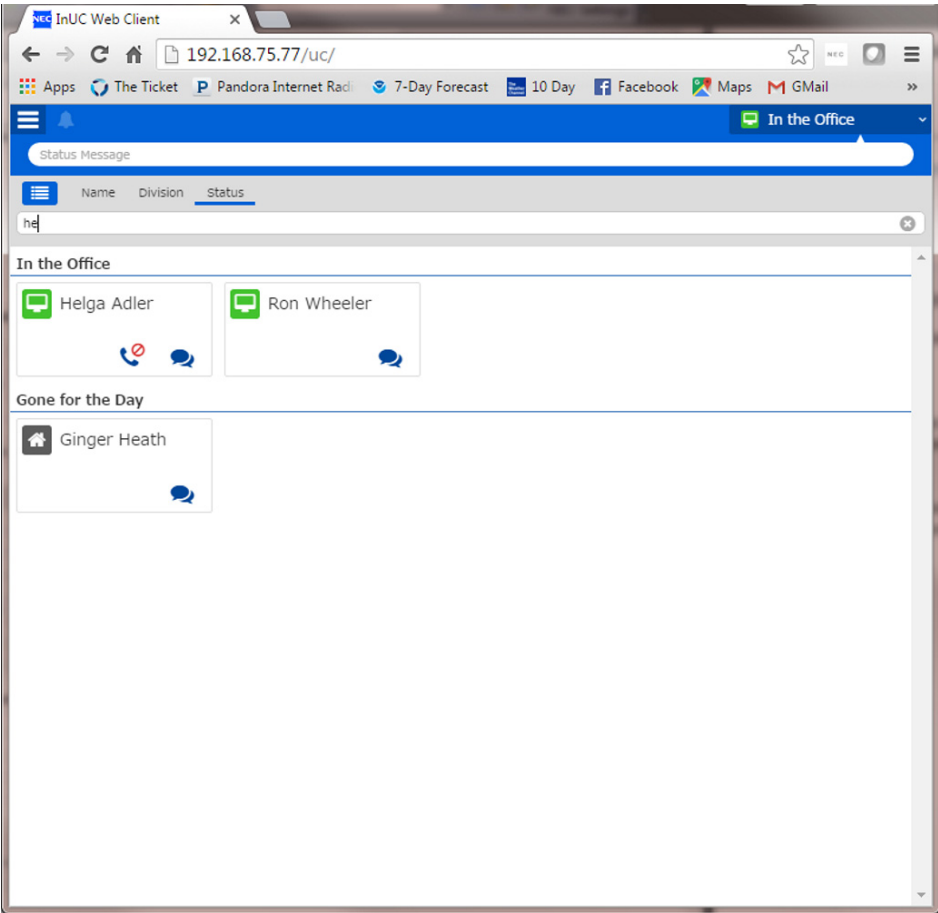 NEC InUC Web Client
192.168.75.77/uc/ NEC
Apps The Ticket P Pandora Internet Radi 7-Day Forecast 10 Day f Facebook Maps GMail »
In the Office
Status Message
Name Division Status
he
In the Office
Helga Adler Ron Wheeler
Gone for the Day
Ginger Heath